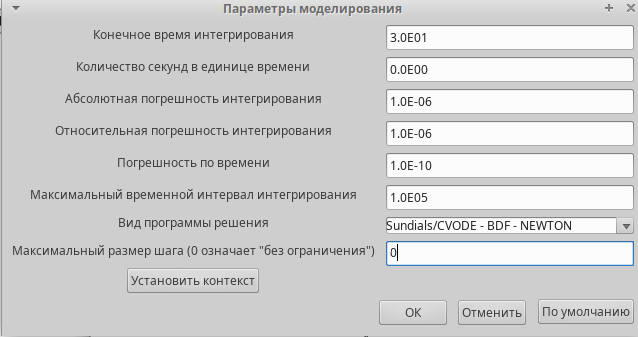 Параметры моделирования
Конечное время интегрирования 3.0E01
Количество секунд в единице времени 0.0E00
Абсолютная погрешность интегрирования 1.0E-06
Относительная погрешность интегрирования 1.0E-06
Погрешность по времени 1.0E-10
Максимальный временной интервал интегрирования 1.0E05
Вид программы решения Sundials/CVODE - BDF - NEWTON
Максимальный размер шага (0 означает "без ограничения") 0
Установить контекст
ОК Отменить По умолчанию